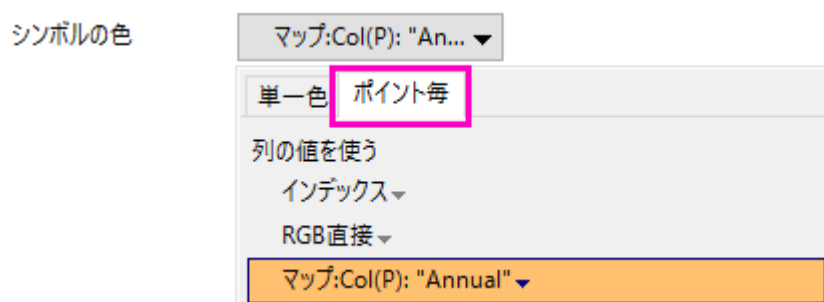 シンボルの色
マップ:Col(P): "An...
単一色 ポイント毎
列の値を使う
インデックス
RGB直接
マップ:Col(P): "Annual"